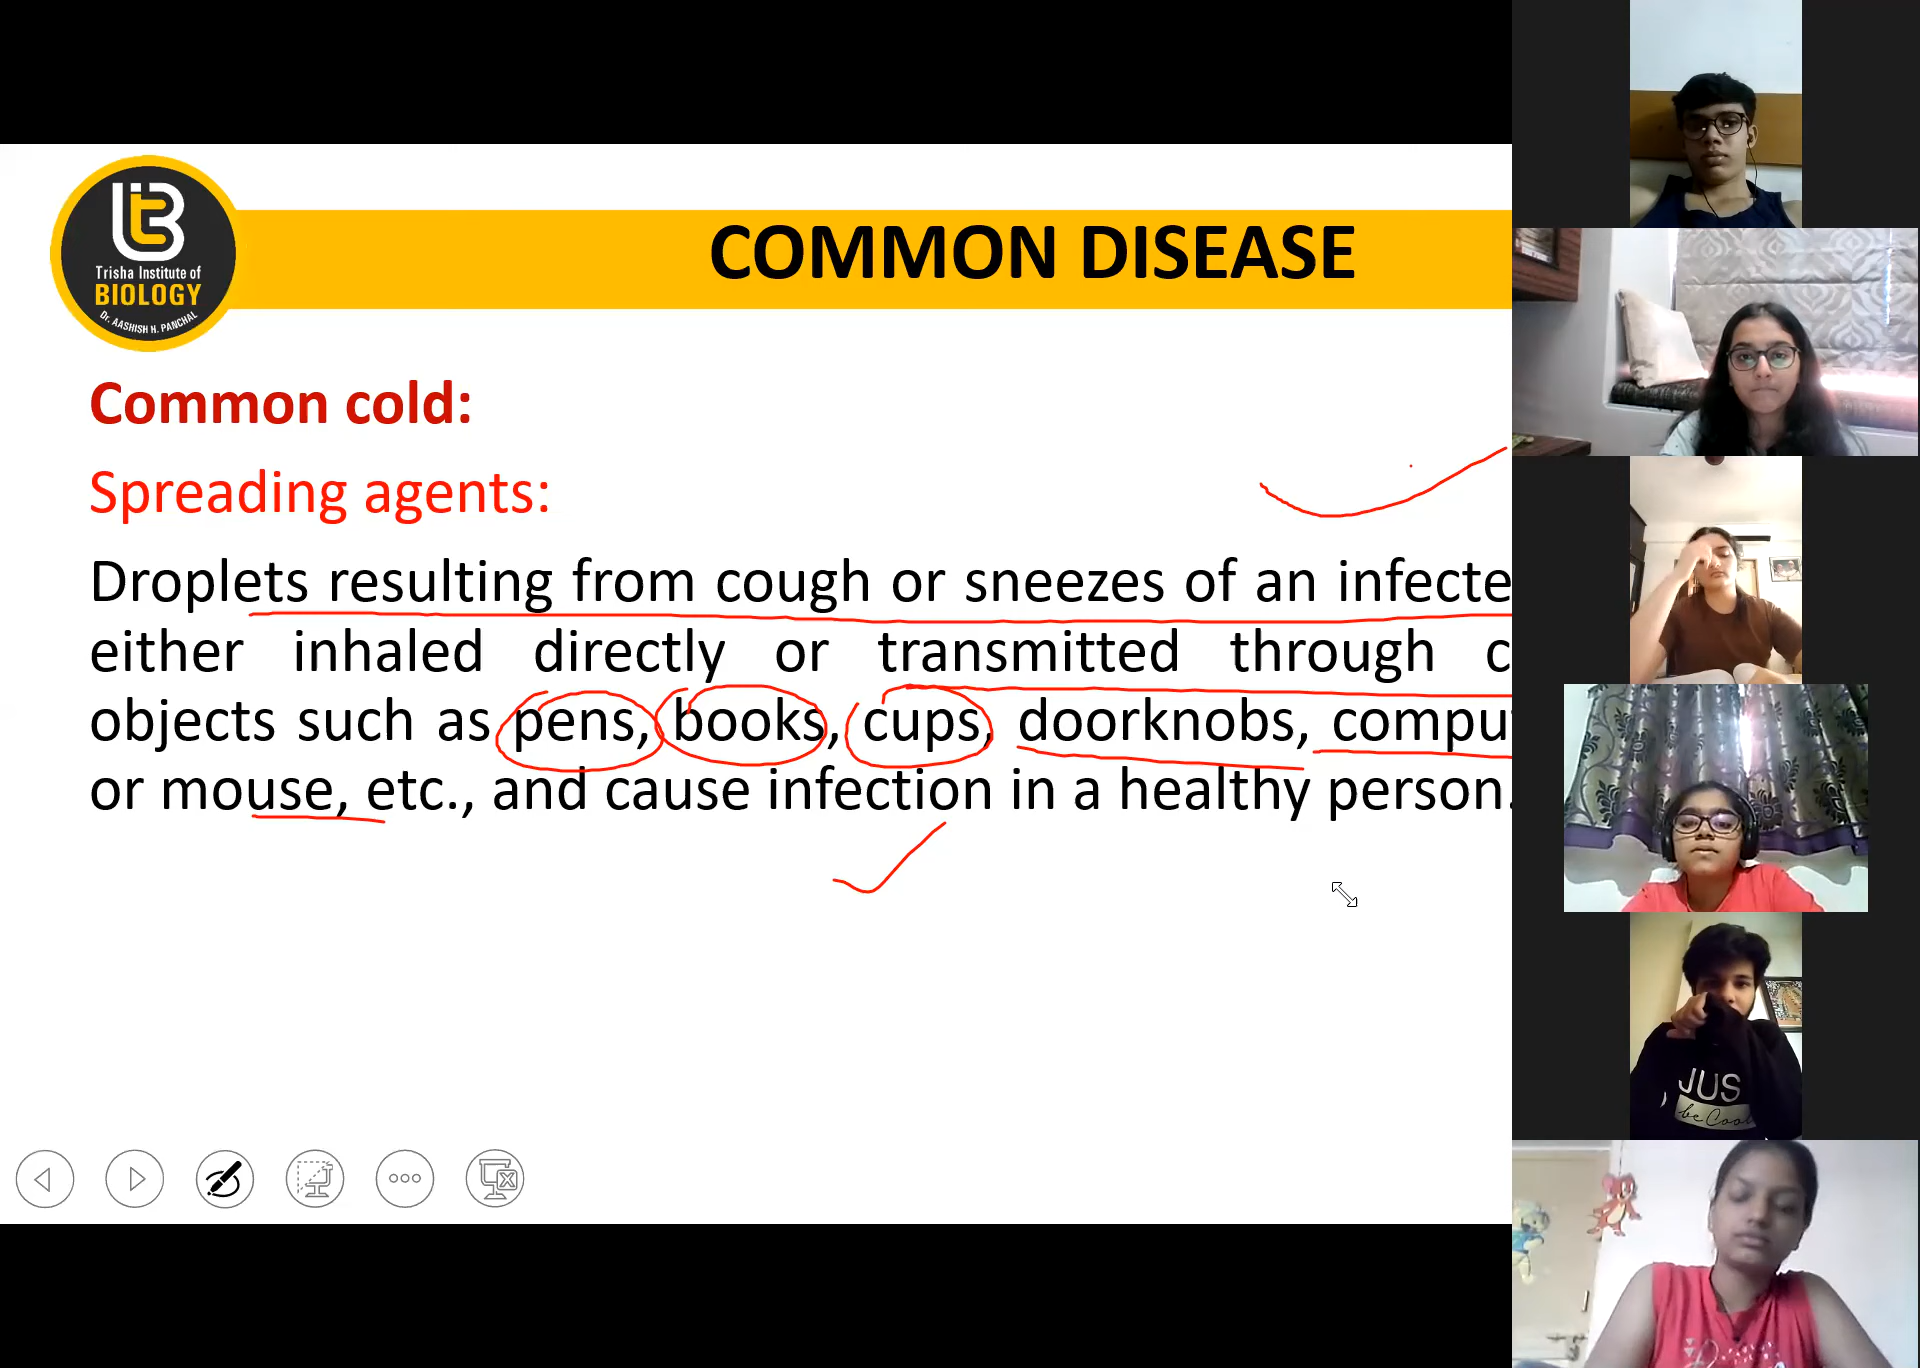 Trisha Institute of
BIOLOGY
Dr. AASHISH H. PANCHAL
COMMON DISEASE
Common cold:
Spreading agents:
Droplets resulting from cough or sneezes of an infecte
either inhaled directly or transmitted through c
objects such as pens, books, cups, doorknobs, compu
or mouse, etc., and cause infection in a healthy person.
JUS
be Cool